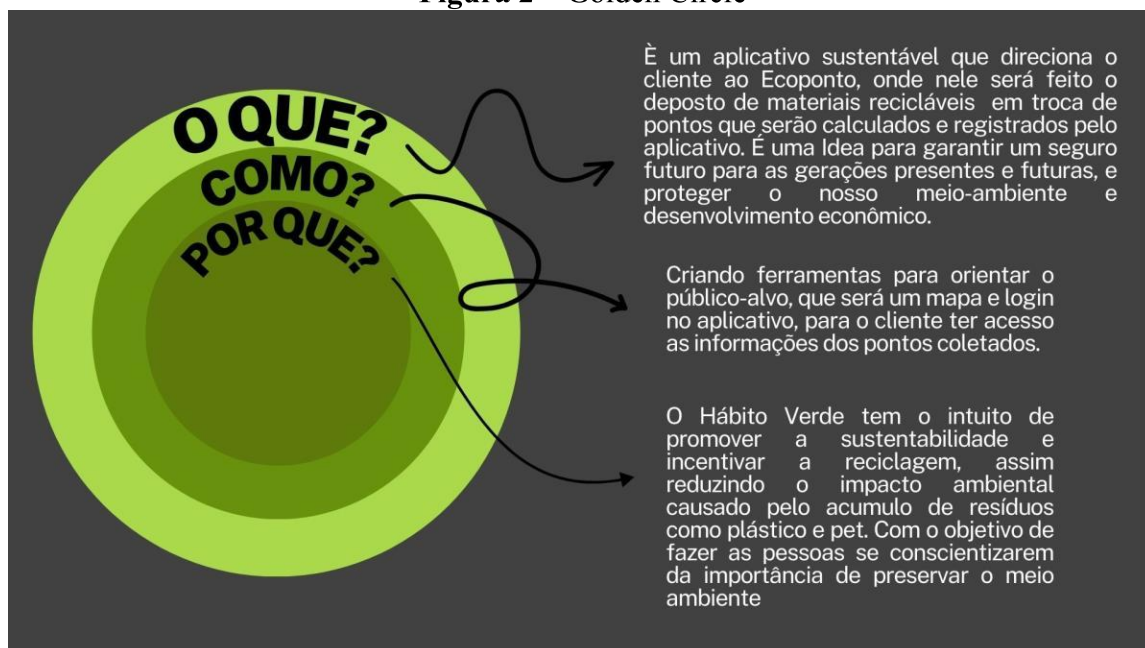 Figura 2 – Golden Circle
O QUE?
COMO?
POR QUE?
È um aplicativo sustentável que direciona o
cliente ao Ecoponto, onde nele será feito o
deposto de materiais recicláveis em troca de
pontos que serão calculados e registrados pelo
aplicativo. É uma Idea para garantir um seguro
futuro para as gerações presentes e futuras, e
proteger o nosso meio-ambiente e
desenvolvimento econômico.
Criando ferramentas para orientar o
público-alvo, que será um mapa e login
no aplicativo, para o cliente ter acesso
as informações dos pontos coletados.
O Hábito Verde tem o intuito de
promover a sustentabilidade e
incentivar a reciclagem, assim
reduzindo o impacto ambiental
causado pelo acumulo de resíduos
como plástico e pet. Com o objetivo de
fazer as pessoas se conscientizarem
da importância de preservar o meio
ambiente